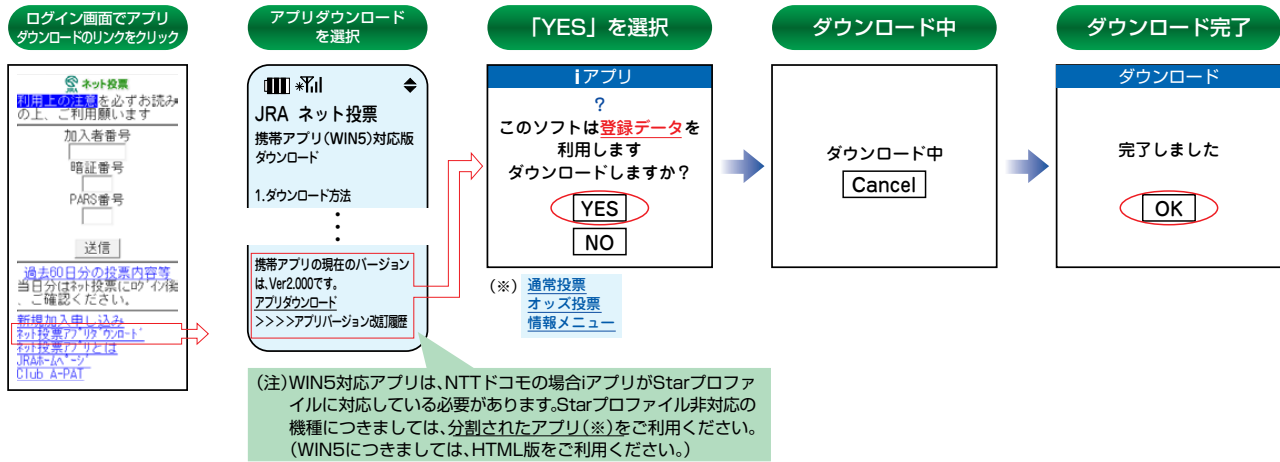 ログイン画面でアプリ
ダウンロードのリンクをクリック
JRA ネット投票
利用上の注意を必ずお読み
の上、ご利用願います
加入者番号
暗証番号
PARS番号
送信
過去60日分の投票内容等
当日分はﾈｯﾄ投票にﾛｸﾞｲﾝ後
、ご確認ください。
新規加入申し込み
ﾈｯﾄ投票ｱﾌﾟﾘﾀﾞｳﾝﾛｰﾄﾞ
ﾈｯﾄ投票ｱﾌﾟﾘとは
JRAﾎｰﾑﾍﾟｰｼﾞ
Club A-PAT
アプリダウンロード
を選択
JRA ネット投票
携帯アプリ(WIN5)対応版
ダウンロード
1.ダウンロード方法
携帯アプリの現在のバージョン
は、Ver2.000です。
アプリダウンロード
>>>>アプリバージョン改訂履歴
「YES」を選択
iアプリ
?
このソフトは登録データを
利用します
ダウンロードしますか？
YES
NO
(※) 通常投票
オッズ投票
情報メニュー
ダウンロード中
ダウンロード中
Cancel
ダウンロード完了
ダウンロード
完了しました
OK
(注)WIN5対応アプリは、NTTドコモの場合iアプリがStarプロファ
イルに対応している必要があります。Starプロファイル非対応の
機種につきましては、分割されたアプリ(※)をご利用ください。
(WIN5につきましては、HTML版をご利用ください。)